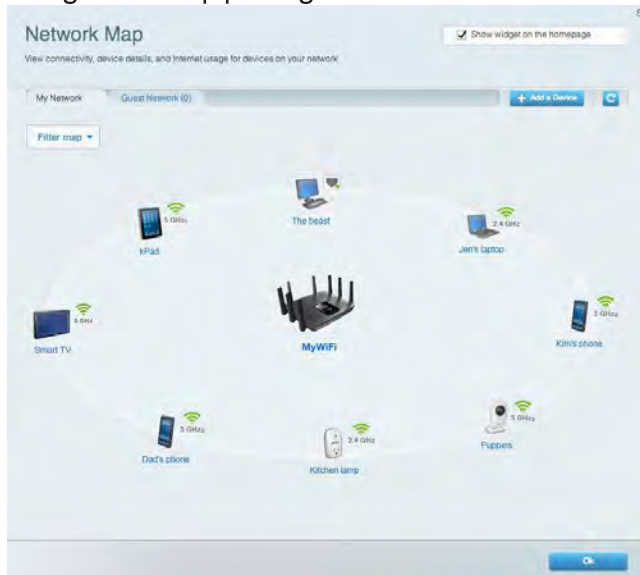 Network Map
Show widget on the homepage
View connectivity, device details, and Internet usage for devices on your network
My Network
Guest Network (0)
+ Add a Device
Filter map
The beast
5 GHz
kPad
2.4 GHz
Jen's laptop
5 GHz
Smart TV
MyWiFi
5 GHz
Kim's phone
5 GHz
Dad's phone
2.4 GHz
Kitchen lamp
5 GHz
Puppies
Ok